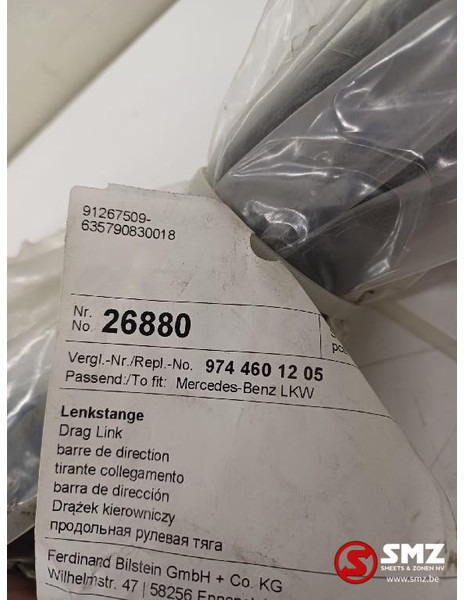 91267509-
635790830018
Nr.
No. 26880
Vergl.-Nr./Repl.-No. 974 460 12 05
Passend:/To fit: Mercedes-Benz LKW
Lenkstange
Drag Link
barre de direction
tirante collegamento
barra de dirección
Drążek kierowniczy
продольная рулевая тяга
Ferdinand Bilstein GmbH + Co. KG
Wilhelmstr. 47 | 58256
SMZ
SHEETS & ZONEN NV
www.smz.be